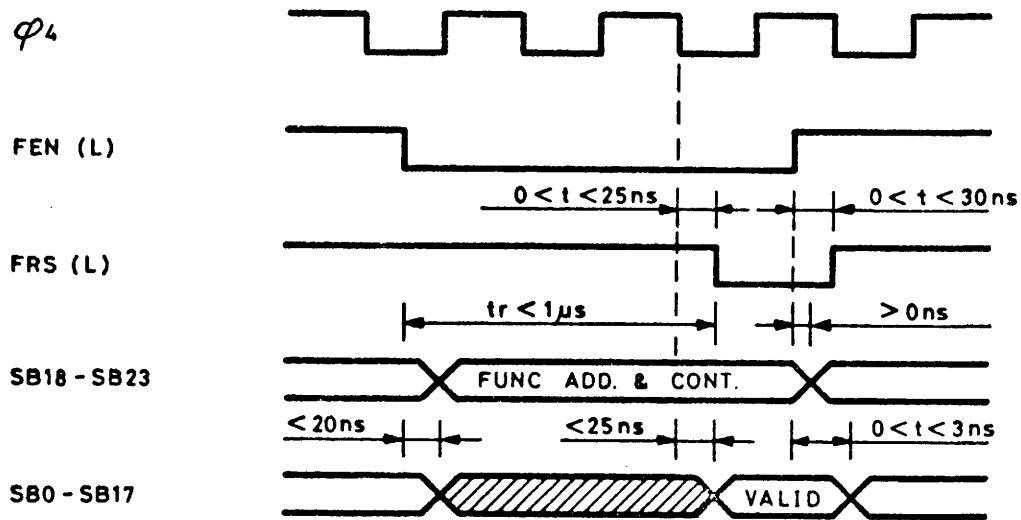 φ4
FEN (L)
0 < t < 25ns
0 < t < 30ns
FRS (L)
tr < 1μs
> 0ns
SB18 - SB23
FUNC ADD. & CONT.
< 20ns
< 25ns
0 < t < 3ns
SB0 - SB17
VALID